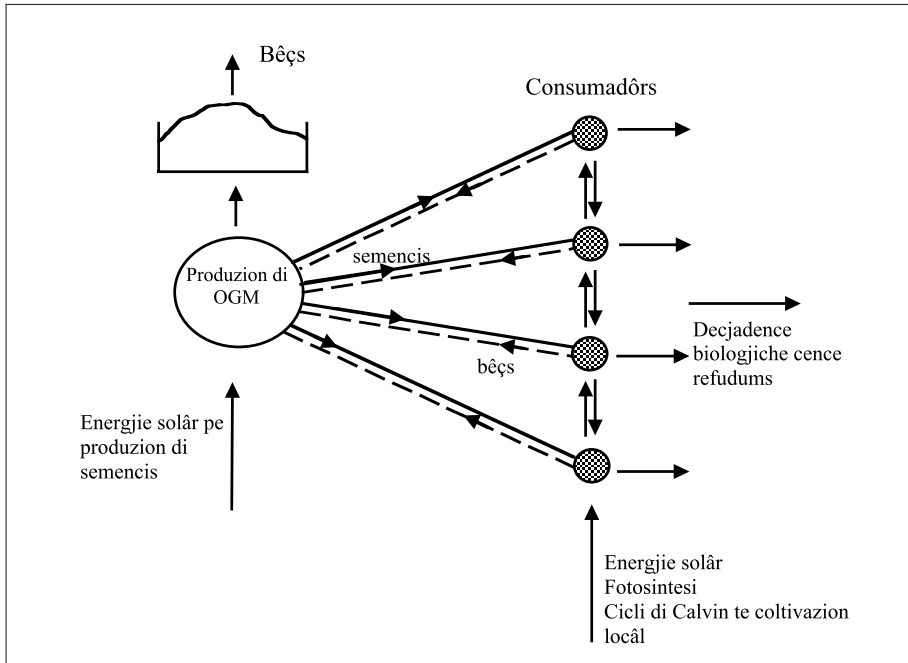 Bêçs
Consumadôrs
Produzion di
OGM
semencis
bêçs
Decjadence
biologjiche cence
refudums
Energjie solâr pe
produzion di
semencis
Energjie solâr
Fotosintesi
Cicli di Calvin te coltivazion
locâl